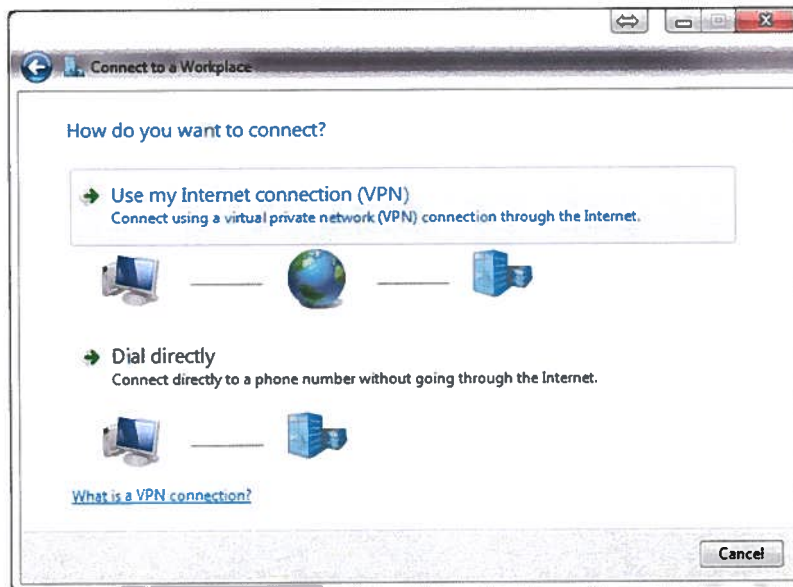 Connect to a Workplace
How do you want to connect?
Use my Internet connection (VPN)
Connect using a virtual private network (VPN) connection through the Internet.
Dial directly
Connect directly to a phone number without going through the Internet.
What is a VPN connection?
Cancel